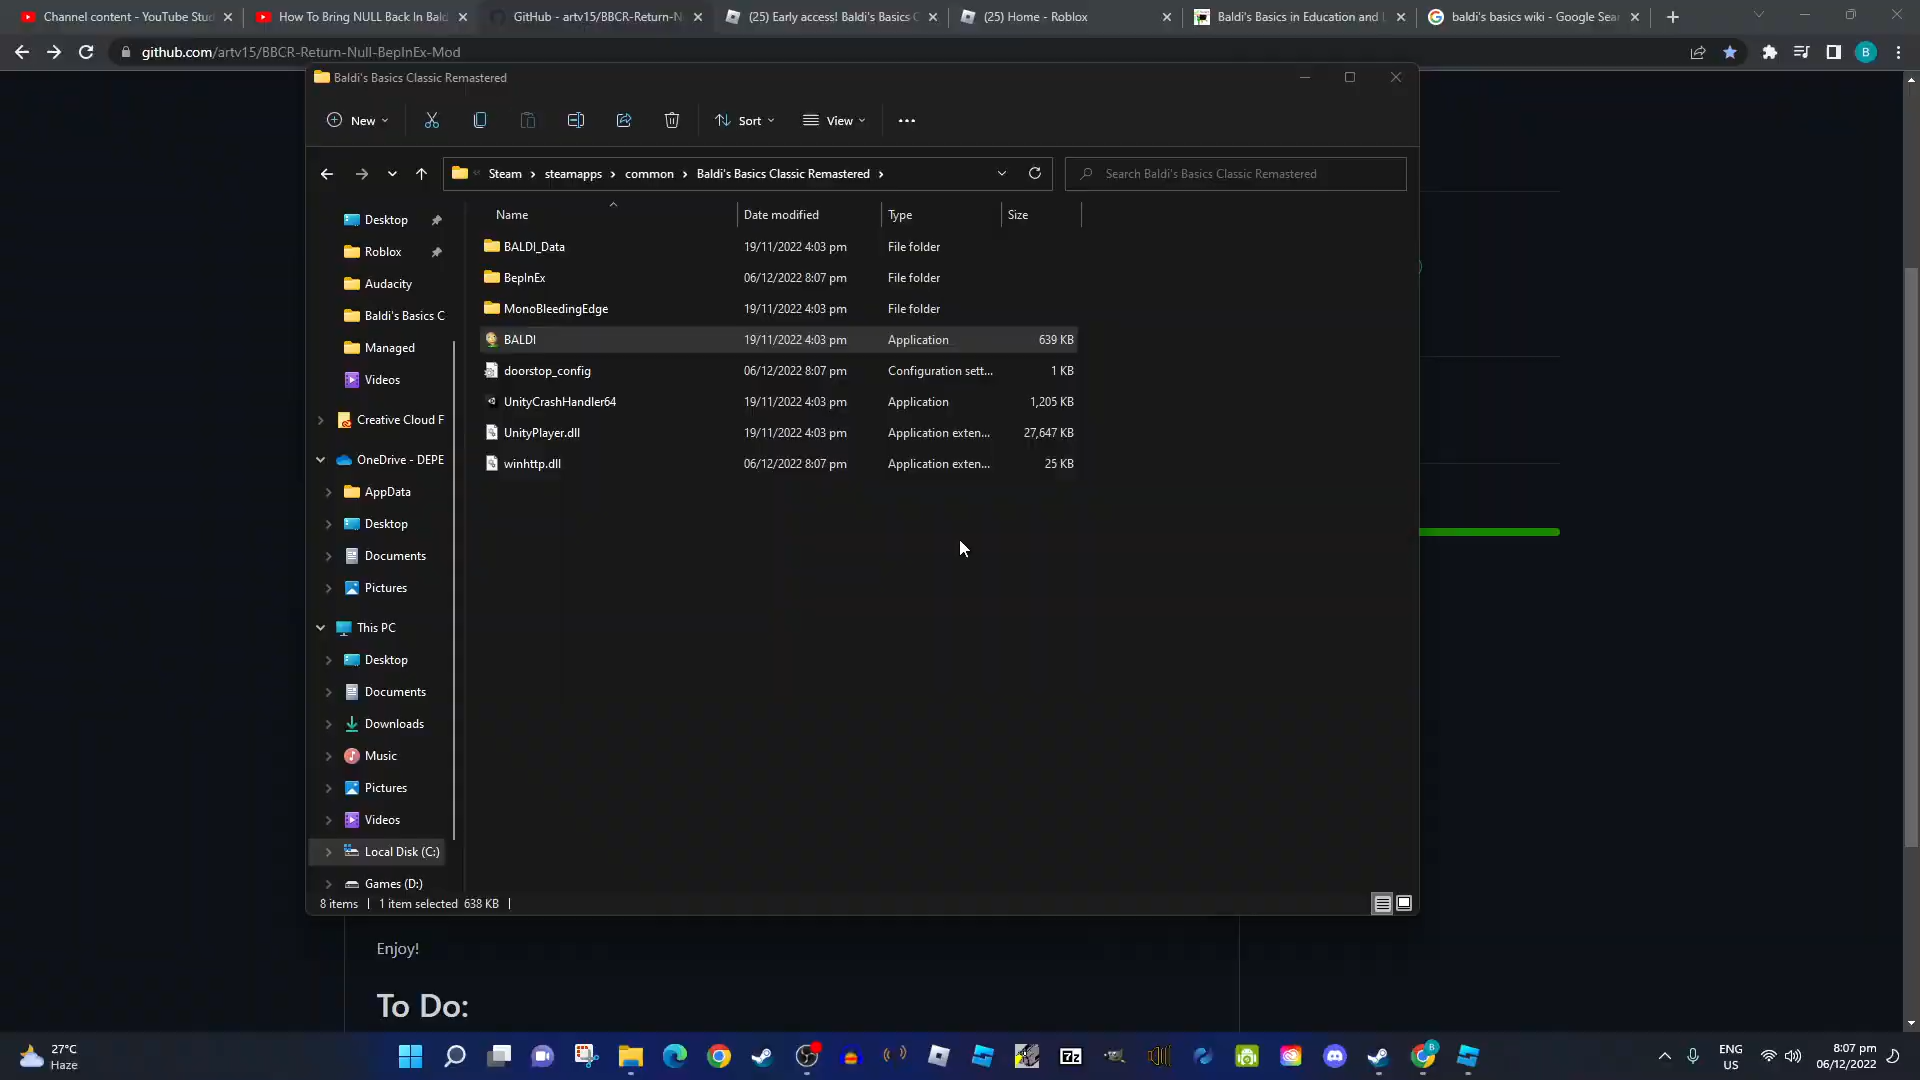 Channel content - YouTube Stud
How To Bring NULL Back In Bald
GitHub - artv15/BBCR-Return-N
(25) Early access! Baldi's Basics C
(25) Home - Roblox
Baldi's Basics in Education and L
baldi's basics wiki - Google Sear
github.com/artv15/BBCR-Return-Null-BepInEx-Mod
B
Baldi's Basics Classic Remastered
New
Sort
View
Steam
steamapps
common
Baldi's Basics Classic Remastered
Search Baldi's Basics Classic Remastered
Name
Date modified
Type
Size
BALDI_Data 19/11/2022 4:03 pm File folder
BepInEx 06/12/2022 8:07 pm File folder
MonoBleedingEdge 19/11/2022 4:03 pm File folder
BALDI 19/11/2022 4:03 pm Application 639 KB
doorstop_config 06/12/2022 8:07 pm Configuration sett... 1 KB
UnityCrashHandler64 19/11/2022 4:03 pm Application 1,205 KB
UnityPlayer.dll 19/11/2022 4:03 pm Application exten... 27,647 KB
winhttp.dll 06/12/2022 8:07 pm Application exten... 25 KB
Desktop
Roblox
Audacity
Baldi's Basics C
Managed
Videos
Creative Cloud F
OneDrive - DEPE
AppData
Desktop
Documents
Pictures
This PC
Desktop
Documents
Downloads
Music
Pictures
Videos
Local Disk (C:)
Games (D:)
8 items
1 item selected 638 KB
Enjoy!
To Do:
27°C
Haze
7z
B
ENG
US
8:07 pm
06/12/2022